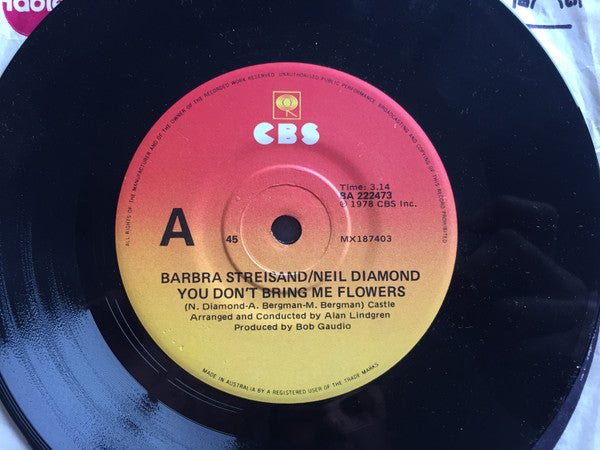 ALL RIGHTS OF THE MANUFACTURER AND OF THE OWNER OF THE RECORDED WORK RESERVED. UNAUTHORISED PUBLIC PERFORMANCE, BROADCASTING AND COPYING OF THIS RECORD PROHIBITED
CBS
Time: 3.14
BA 222473
℗ 1978 CBS Inc.
A
45
MX187403
BARBRA STREISAND/NEIL DIAMOND
YOU DON'T BRING ME FLOWERS
(N. Diamond-A. Bergman-M. Bergman) Castle
Arranged and Conducted by Alan Lindgren
Produced by Bob Gaudio
MADE IN AUSTRALIA BY A REGISTERED USER OF THE TRADE MARKS